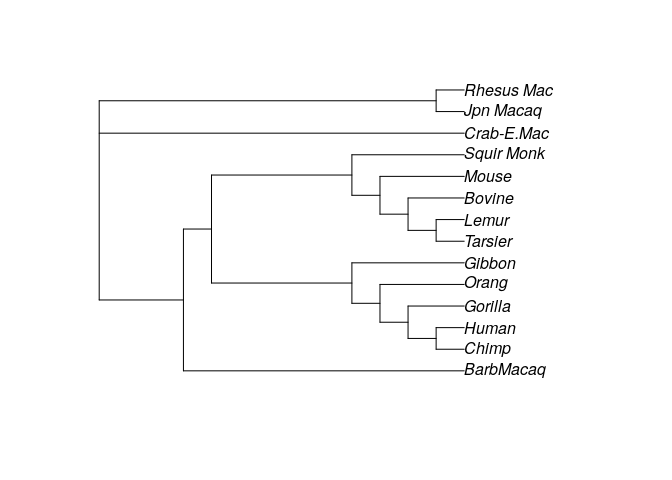 Rhesus Mac
Jpn Macaq
Crab-E.Mac
Squir Monk
Mouse
Bovine
Lemur
Tarsier
Gibbon
Orang
Gorilla
Human
Chimp
BarbMacaq